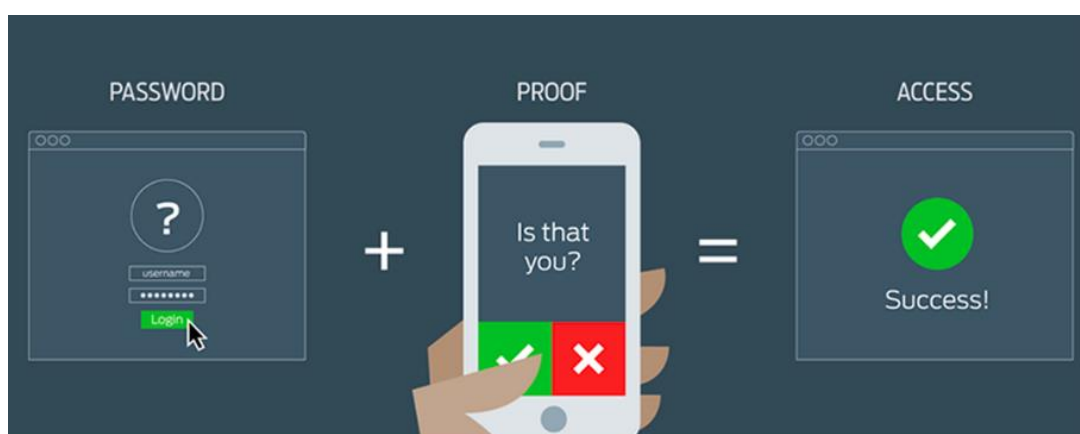 PASSWORD
PROOF
ACCESS
?
username
Login
+
Is that
you?
=
Success!